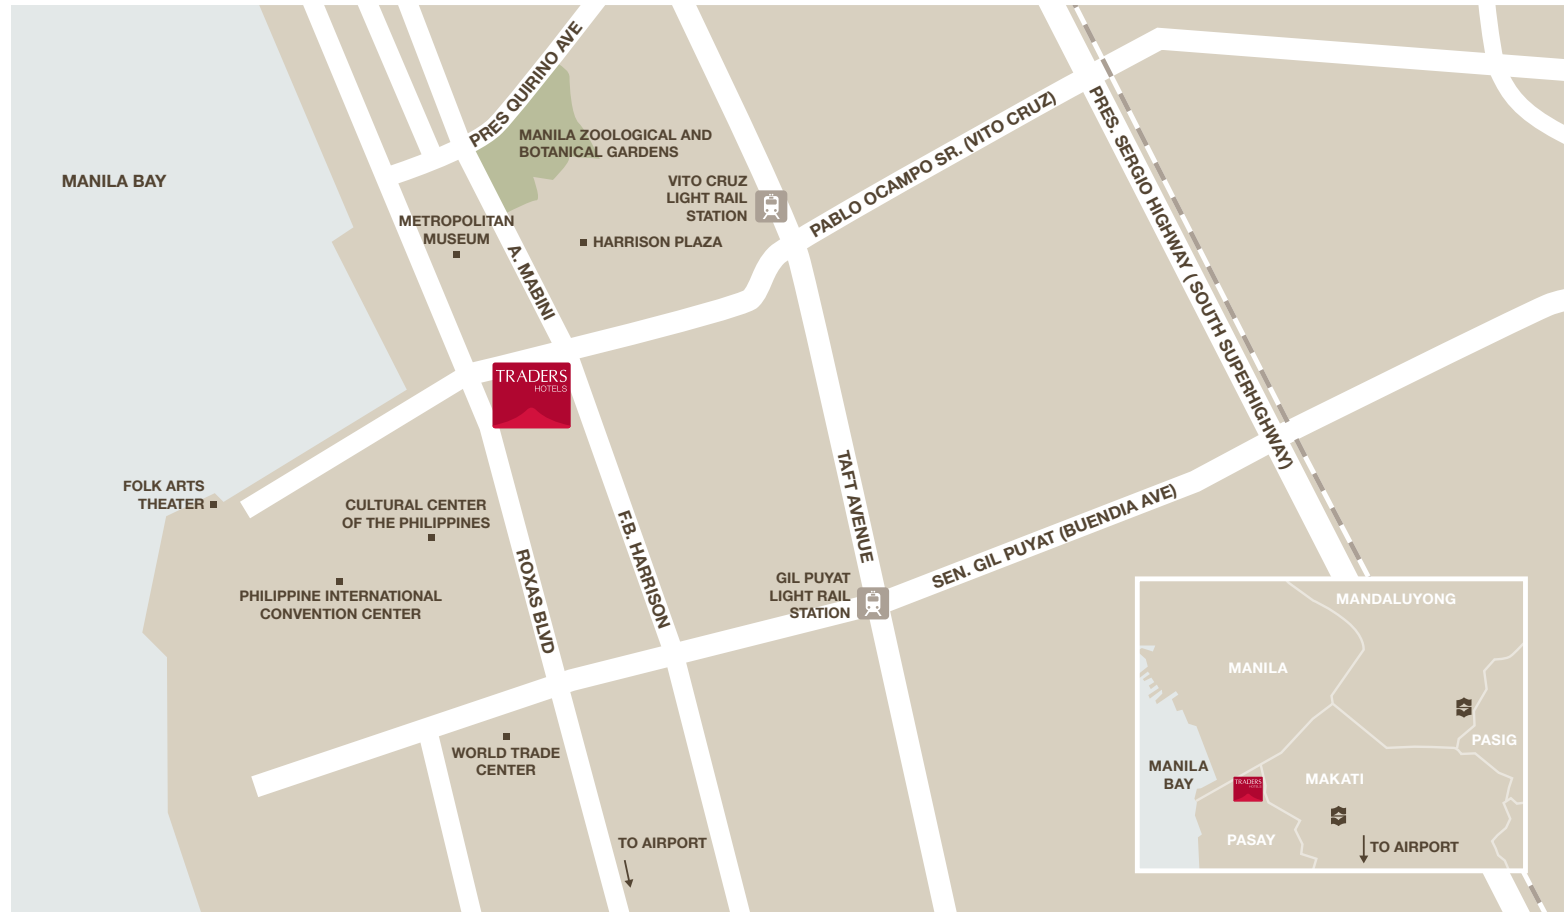 PRES QUIRINO AVE
MANILA ZOOLOGICAL AND
BOTANICAL GARDENS
MANILA BAY
VITO CRUZ
LIGHT RAIL
STATION
PABLO OCAMPO SR. (VITO CRUZ)
PRES. SERGIO HIGHWAY ( SOUTH SUPERHIGHWAY)
METROPOLITAN
MUSEUM
A. MABINI
HARRISON PLAZA
TRADERS
HOTELS
FOLK ARTS
THEATER
CULTURAL CENTER
OF THE PHILIPPINES
PHILIPPINE INTERNATIONAL
CONVENTION CENTER
ROXAS BLVD
F.B. HARRISON
TAFT AVENUE
GIL PUYAT
LIGHT RAIL
STATION
SEN. GIL PUYAT (BUENDIA AVE)
WORLD TRADE
CENTER
TO AIRPORT
MANDALUYONG
MANILA
PASIG
MANILA
BAY
TRADERS
HOTELS
MAKATI
PASAY
TO AIRPORT